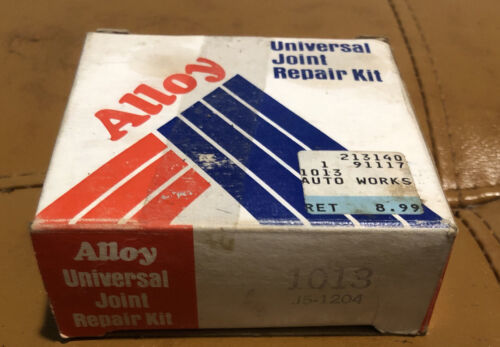 Alloy
Universal
Joint
Repair Kit
213140
1 91117
1013
AUTO WORKS
RET 8.99
Alloy
Universal
Joint
Repair Kit
1013
J5-1204